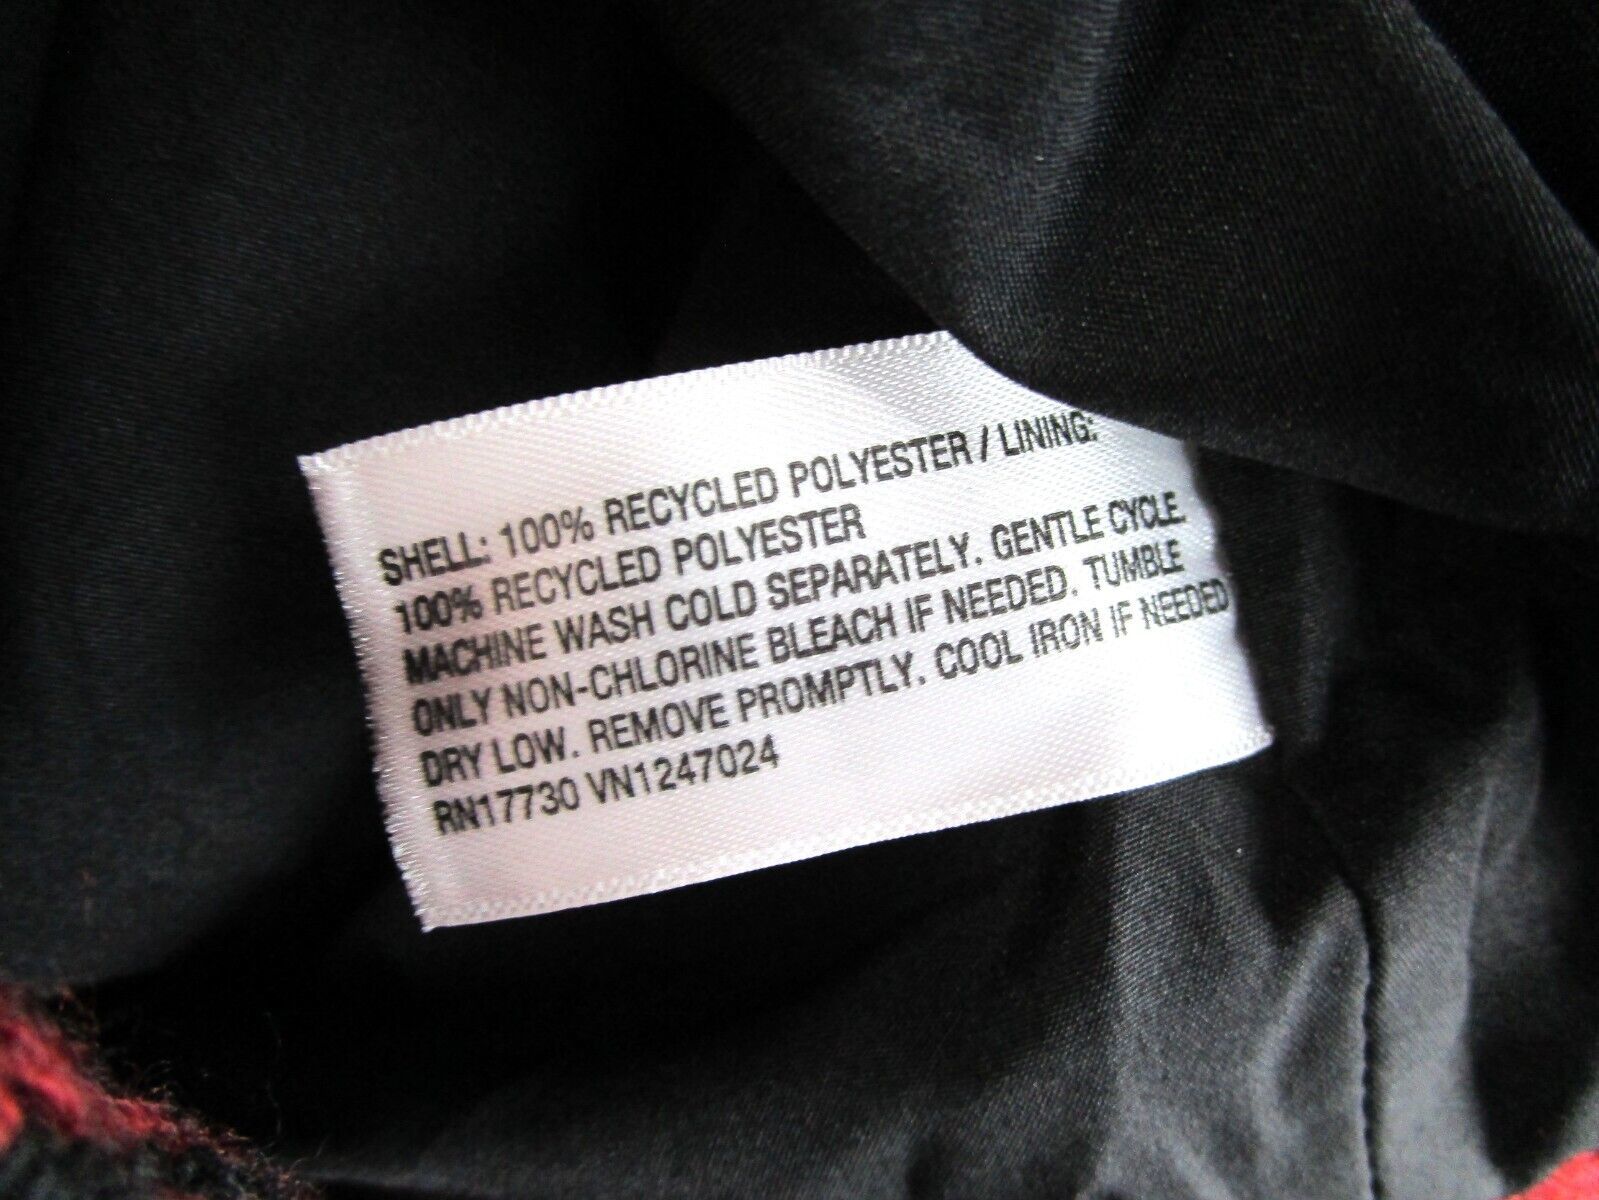 SHELL: 100% RECYCLED POLYESTER / LINING:
100% RECYCLED POLYESTER
MACHINE WASH COLD SEPARATELY. GENTLE CYCLE.
ONLY NON-CHLORINE BLEACH IF NEEDED. TUMBLE
DRY LOW. REMOVE PROMPTLY. COOL IRON IF NEEDED
RN17730 VN1247024